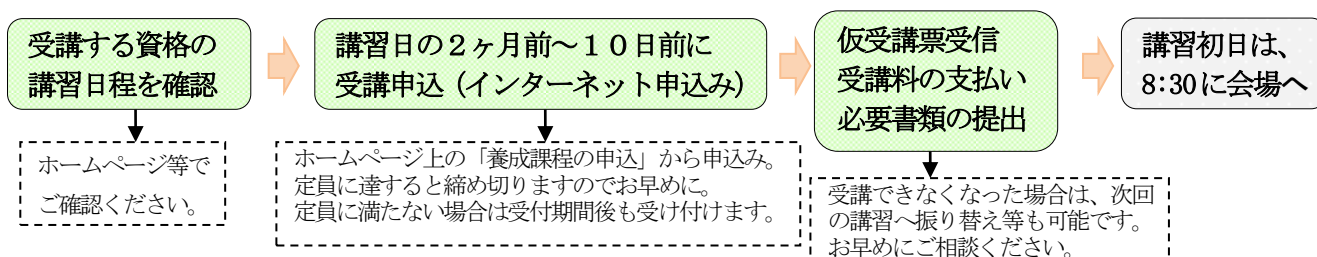 受講する資格の
講習日程を確認
講習日の２ヶ月前～１０日前に
受講申込（インターネット申込み）
仮受講票受信
受講料の支払い
必要書類の提出
講習初日は、
8:30に会場へ
ホームページ等で
ご確認ください。
ホームページ上の「養成課程の申込」から申込み。
定員に達すると締め切りますのでお早めに。
定員に満たない場合は受付期間後も受け付けます。
受講できなくなった場合は、次回
の講習へ振り替え等も可能です。
お早めにご相談ください。